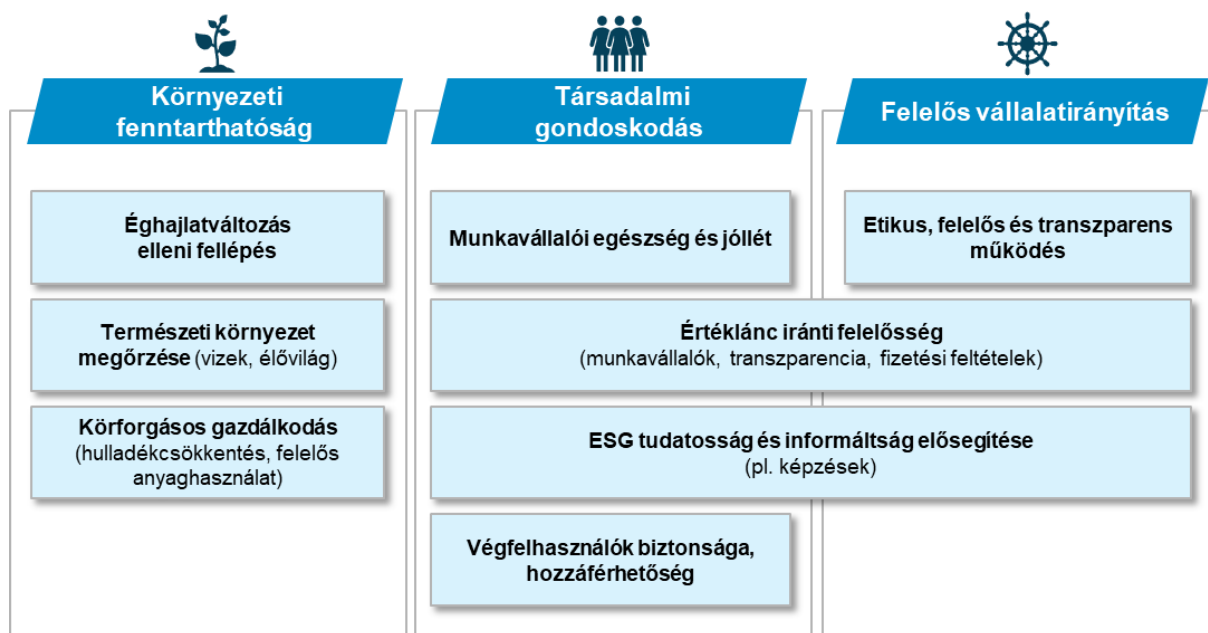 Környezeti
fenntarthatóság
Társadalmi
gondoskodás
Felelős vállalatirányítás
Éghajlatváltozás
elleni fellépés
Munkavállalói egészség és jóllét
Etikus, felelős és transzparens
működés
Természeti környezet
megőrzése (vizek, élővilág)
Értéklánc iránti felelősség
(munkavállalók, transzparencia, fizetési feltételek)
Körforgásos gazdálkodás
(hulladékcsökkentés, felelős
anyaghasználat)
ESG tudatosság és informáltság elősegítése
(pl. képzések)
Végfelhasználók biztonsága,
hozzáférhetőség